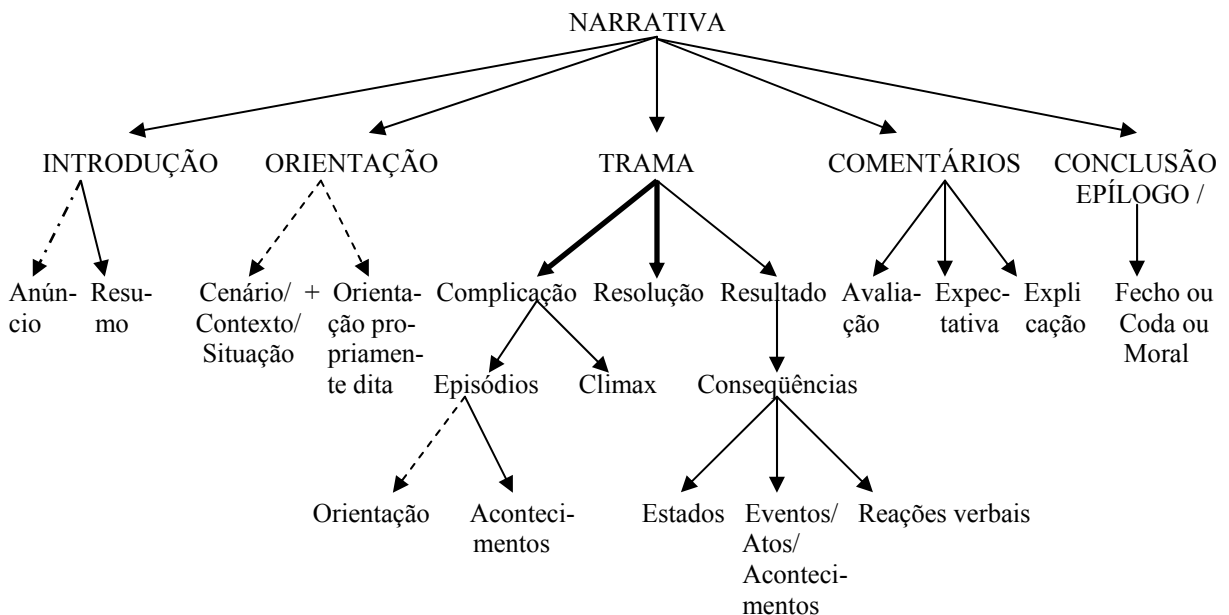 NARRATIVA
INTRODUÇÃO ORIENTAÇÃO TRAMA COMENTÁRIOS CONCLUSÃO
EPÍLOGO /
Anún-
cio
Resu-
mo
Cenário/
Contexto/
Situação
+
Orienta-
ção pro-
priamen-
te dita
Complicação
Resolução
Resultado
Avalia-
ção
Expec-
tativa
Expli
cação
Fecho ou
Coda ou
Moral
Episódios
Climax
Conseqüências
Orientação
Aconteci-
mentos
Estados
Eventos/
Atos/
Aconteci-
mentos
Reações verbais